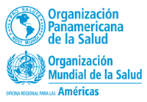 Organización
Panamericana
de la Salud
Organización
Mundial de la Salud
OFICINA REGIONAL PARA LAS Américas